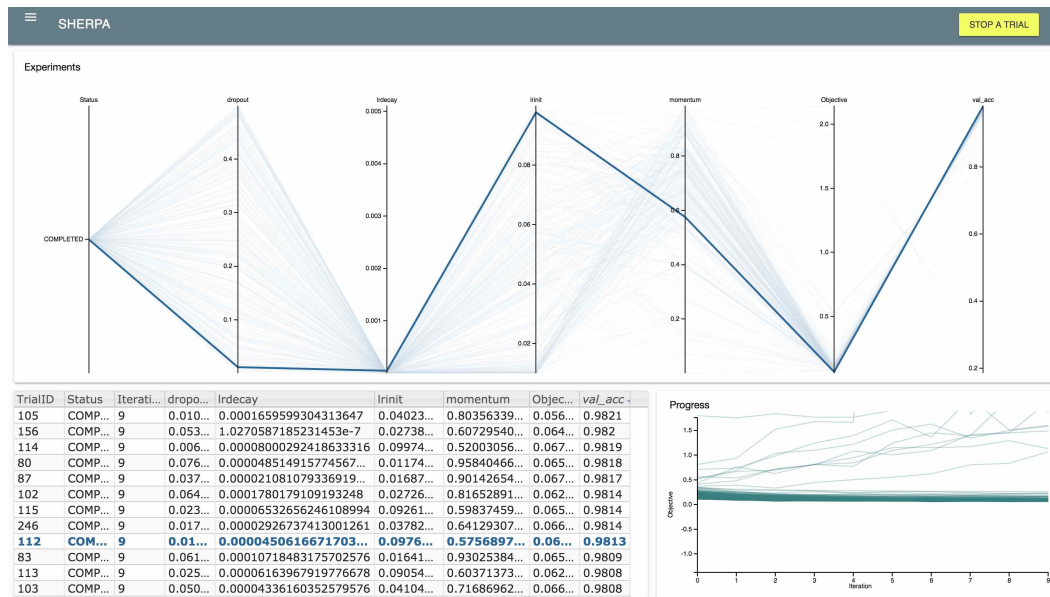 SHERPA
STOP A TRIAL
Experiments
Status dropout lrdecay lrinit momentum Objective val_acc
0.005
2.0
0.4 0.004 0.08 0.8 0.8
0.3 0.003 0.06 0.6 1.5
COMPLETED 0.2 0.002 0.04 0.4 1.0 0.6
0.1 0.001 0.02 0.2 0.5 0.4
0.2
TrialID Status Iterati... dropo... lrdecay lrinit momentum Objec... val_acc
105 COMP... 9 0.010... 0.0001659599304313647 0.04023... 0.80356339... 0.056... 0.9821
156 COMP... 9 0.053... 1.0270587185231453e-7 0.02738... 0.60729540... 0.064... 0.982
114 COMP... 9 0.006... 0.00008000292418633316 0.09974... 0.52003056... 0.067... 0.9819
80 COMP... 9 0.076... 0.00004851491577​4567... 0.01174... 0.95840466... 0.065... 0.9818
87 COMP... 9 0.037... 0.000021081079336919... 0.01687... 0.90142654... 0.067... 0.9817
102 COMP... 9 0.064... 0.00017801791​09193248 0.02726... 0.81652891... 0.062... 0.9814
115 COMP... 9 0.023... 0.00006532656246108994 0.09261... 0.59837459... 0.065... 0.9814
246 COMP... 9 0.017... 0.00002926737413001261 0.03782... 0.64129307... 0.066... 0.9814
112 COM... 9 0.01... 0.0000450616671703... 0.0976... 0.5756897... 0.06... 0.9813
83 COMP... 9 0.061... 0.00010718483175702576 0.01641... 0.93025384... 0.065... 0.9809
113 COMP... 9 0.025... 0.00006163967919776678 0.09054... 0.60371373... 0.062... 0.9808
103 COMP... 9 0.050... 0.00004336160352579576 0.04104... 0.71686962... 0.066... 0.9808
Progress
1.5
1.0
0.5
0.0
-0.5
-1.0
Objective
0 1 2 3 4 5 6 7 8 9
Iteration